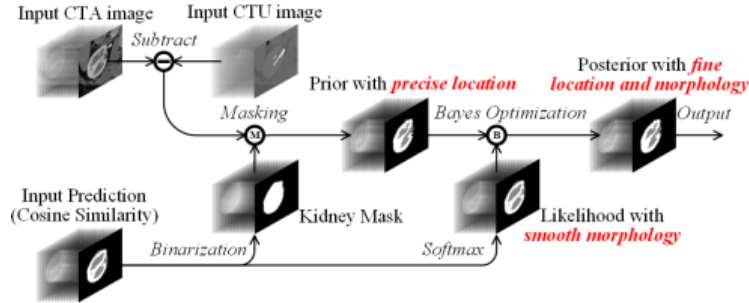 Input CTA image
Input CTU image
Subtract
Posterior with fine
location and morphology
Prior with precise location
Masking
Bayes Optimization
Output
M
B
Input Prediction
(Cosine Similarity)
Kidney Mask
Likelihood with
smooth morphology
Binarization
Softmax